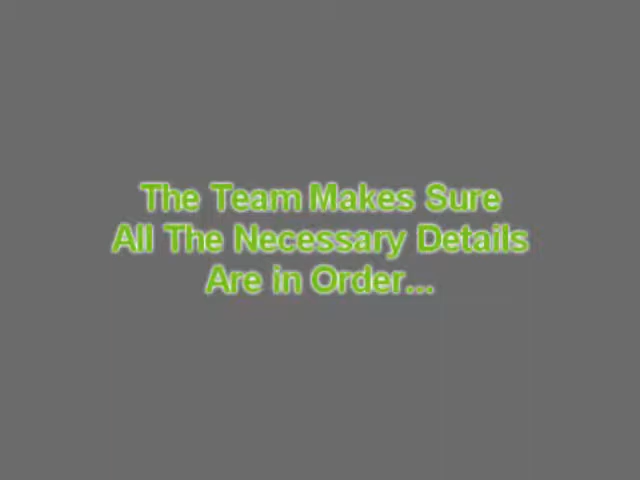 The Team Makes Sure
All The Necessary Details
Are in Order...